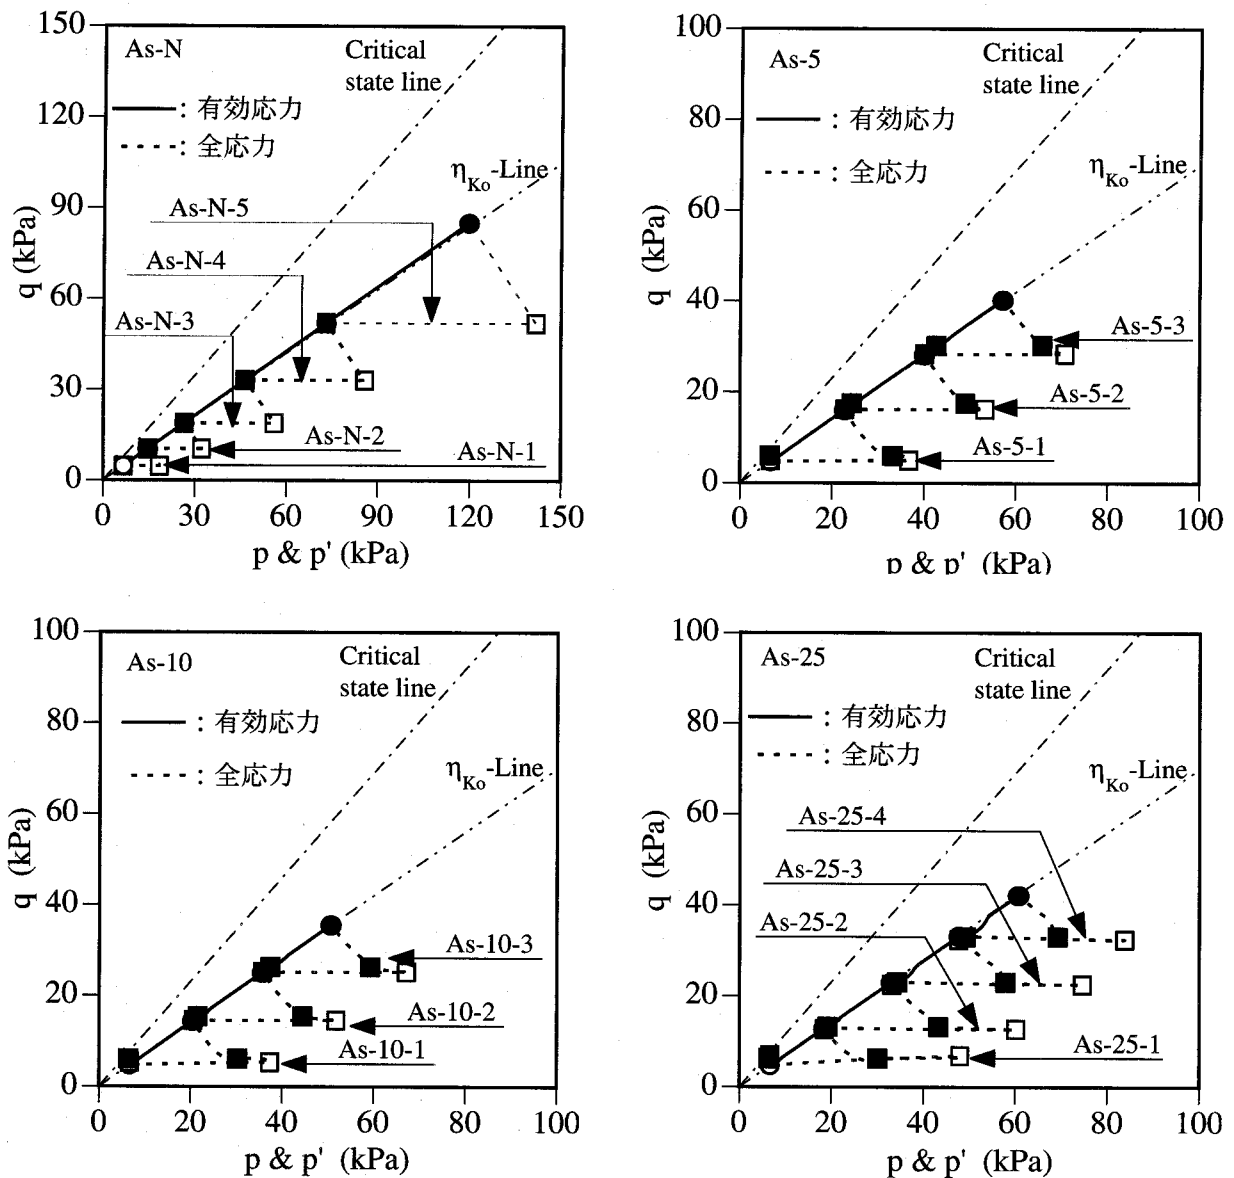 As-N
Critical
state line
: 有効応力
: 全応力
ηKo-Line
As-N-5
As-N-4
As-N-3
As-N-2
As-N-1
150
120
90
60
30
0
q (kPa)
0 30 60 90 120 150
p & p' (kPa)
As-5
Critical
state line
: 有効応力
: 全応力
ηKo-Line
As-5-3
As-5-2
As-5-1
100
80
60
40
20
0
q (kPa)
0 20 40 60 80 100
p & p' (kPa)
As-10
Critical
state line
: 有効応力
: 全応力
ηKo-Line
As-10-3
As-10-2
As-10-1
100
80
60
40
20
0
q (kPa)
0 20 40 60 80 100
p & p' (kPa)
As-25
Critical
state line
: 有効応力
: 全応力
ηKo-Line
As-25-4
As-25-3
As-25-2
As-25-1
100
80
60
40
20
0
q (kPa)
0 20 40 60 80 100
p & p' (kPa)